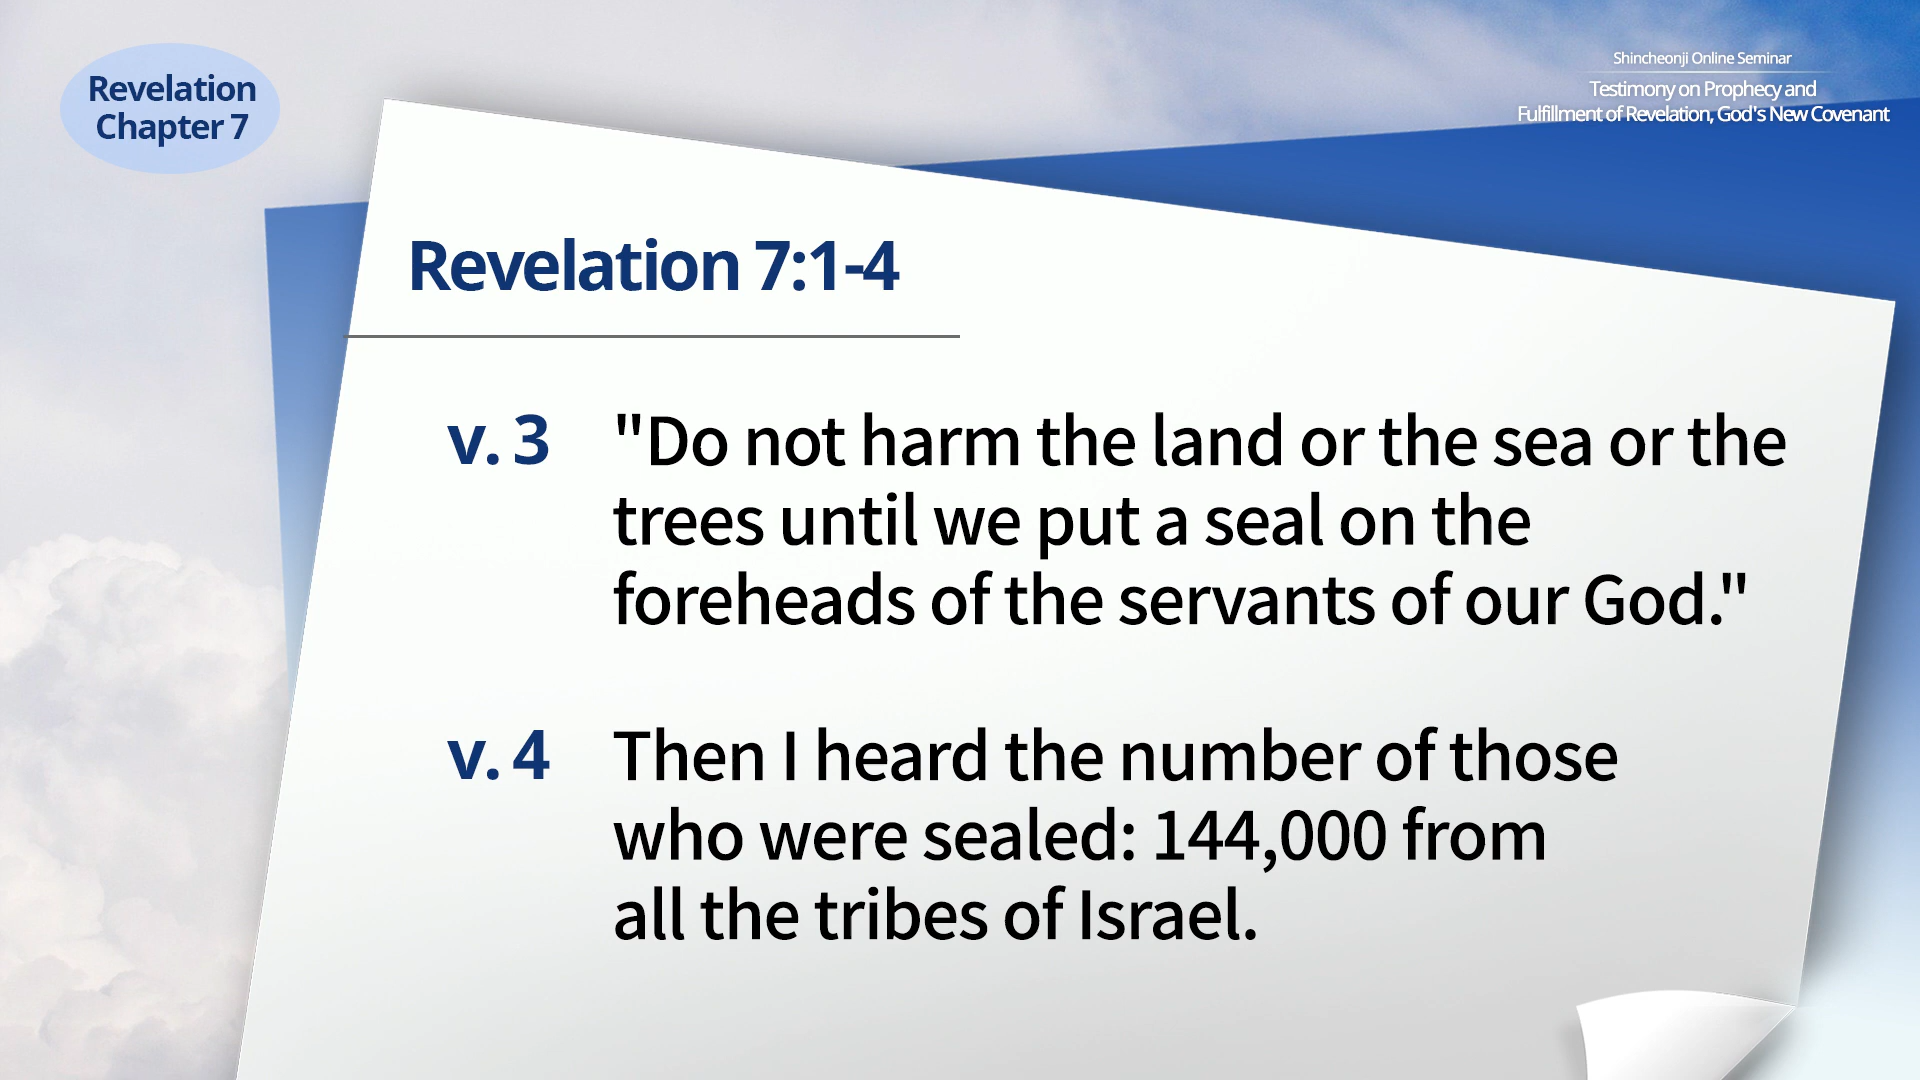 Revelation
Chapter 7
Shincheonji Online Seminar
Testimony on Prophecy and
Fulfillment of Revelation, God's New Covenant
Revelation 7:1-4
v. 3 "Do not harm the land or the sea or the
trees until we put a seal on the
foreheads of the servants of our God."
v. 4 Then I heard the number of those
who were sealed: 144,000 from
all the tribes of Israel.